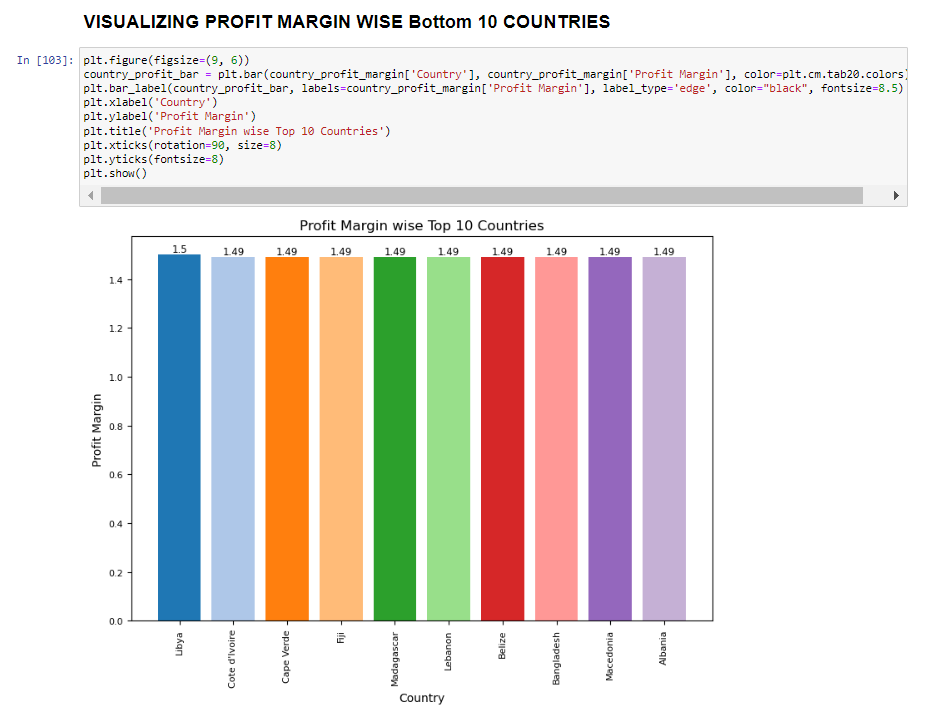 VISUALIZING PROFIT MARGIN WISE Bottom 10 COUNTRIES
In [103]:
plt.figure(figsize=(9, 6))
country_profit_bar = plt.bar(country_profit_margin['Country'], country_profit_margin['Profit Margin'], color=plt.cm.tab20.colors)
plt.bar_label(country_profit_bar, labels=country_profit_margin['Profit Margin'], label_type='edge', color="black", fontsize=8.5)
plt.xlabel('Country')
plt.ylabel('Profit Margin')
plt.title('Profit Margin wise Top 10 Countries')
plt.xticks(rotation=90, size=8)
plt.yticks(fontsize=8)
plt.show()
Profit Margin wise Top 10 Countries
1.5 1.49 1.49 1.49 1.49 1.49 1.49 1.49 1.49 1.49
1.4
1.2
1.0
0.8
0.6
0.4
0.2
0.0
Profit Margin
Libya
Cote d'Ivoire
Cape Verde
Fiji
Madagascar
Lebanon
Belize
Bangladesh
Macedonia
Albania
Country